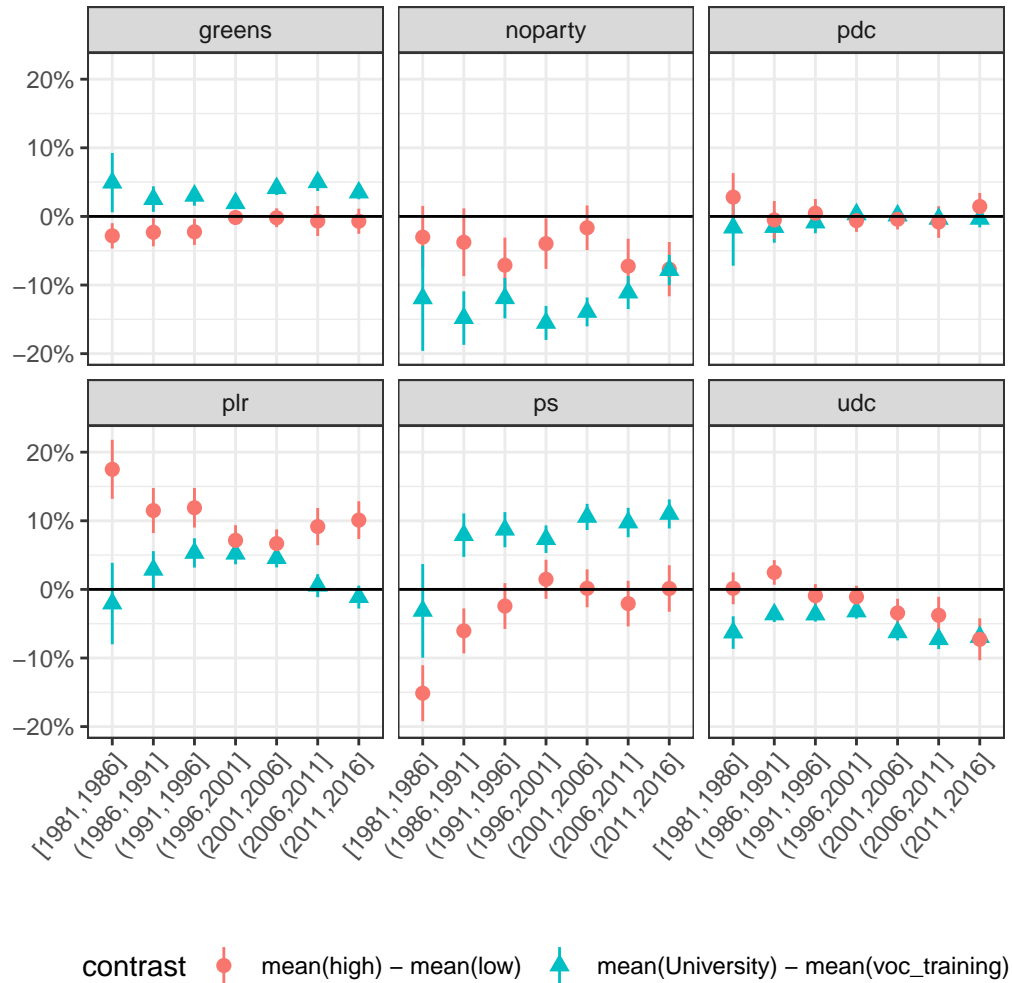 greens noparty pdc
20%
10%
0%
−10%
−20%
plr ps udc
20%
10%
0%
−10%
−20%
[1981,1986] (1986,1991] (1991,1996] (1996,2001] (2001,2006] (2006,2011] (2011,2016] [1981,1986] (1986,1991] (1991,1996] (1996,2001] (2001,2006] (2006,2011] (2011,2016] [1981,1986] (1986,1991] (1991,1996] (1996,2001] (2001,2006] (2006,2011] (2011,2016]
contrast mean(high) − mean(low) mean(University) − mean(voc_training)